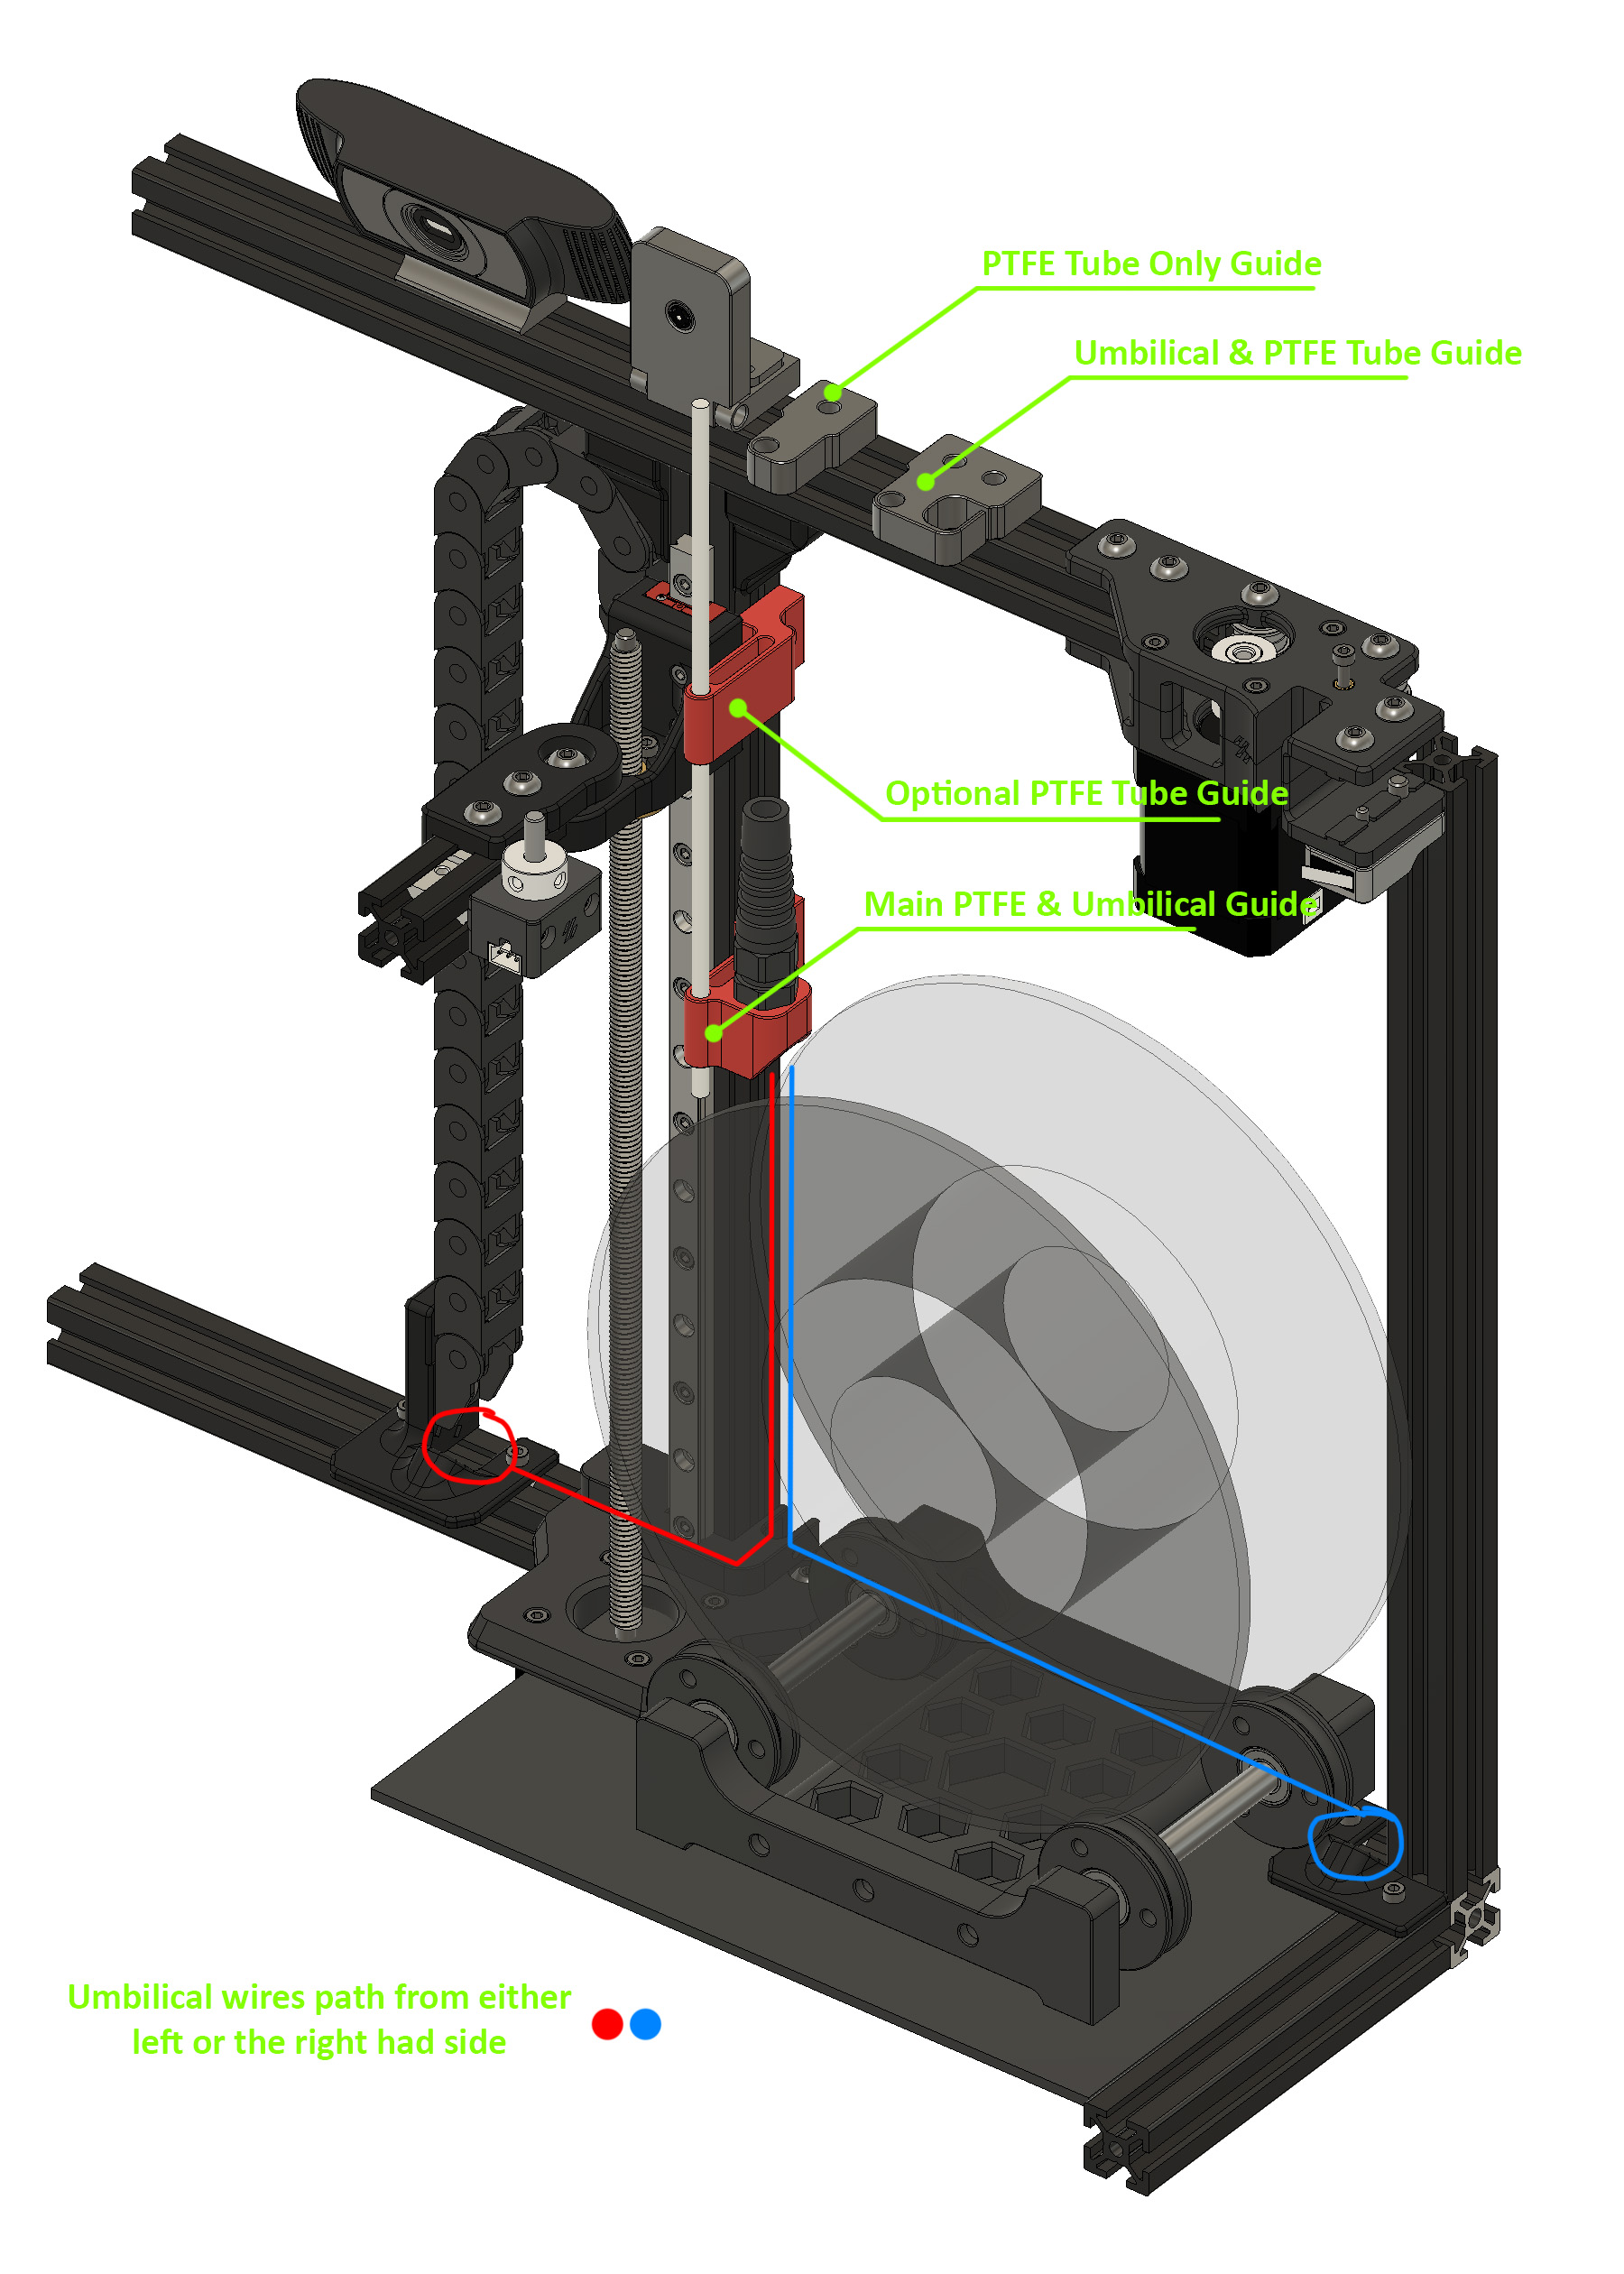 PTFE Tube Only Guide
Umbilical & PTFE Tube Guide
Optional PTFE Tube Guide
Main PTFE & Umbilical Guide
Umbilical wires path from either
left or the right had side